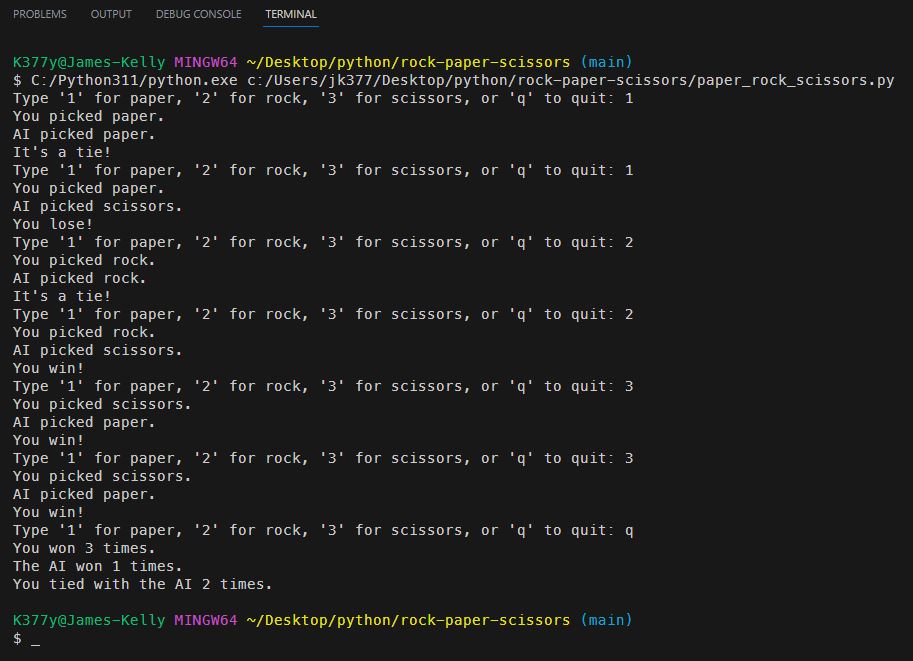 PROBLEMS OUTPUT DEBUG CONSOLE TERMINAL
K377y@James-Kelly MINGW64 ~/Desktop/python/rock-paper-scissors (main)
$ C:/Python311/python.exe c:/Users/jk377/Desktop/python/rock-paper-scissors/paper_rock_scissors.py
Type '1' for paper, '2' for rock, '3' for scissors, or 'q' to quit: 1
You picked paper.
AI picked paper.
It's a tie!
Type '1' for paper, '2' for rock, '3' for scissors, or 'q' to quit: 1
You picked paper.
AI picked scissors.
You lose!
Type '1' for paper, '2' for rock, '3' for scissors, or 'q' to quit: 2
You picked rock.
AI picked rock.
It's a tie!
Type '1' for paper, '2' for rock, '3' for scissors, or 'q' to quit: 2
You picked rock.
AI picked scissors.
You win!
Type '1' for paper, '2' for rock, '3' for scissors, or 'q' to quit: 3
You picked scissors.
AI picked paper.
You win!
Type '1' for paper, '2' for rock, '3' for scissors, or 'q' to quit: 3
You picked scissors.
AI picked paper.
You win!
Type '1' for paper, '2' for rock, '3' for scissors, or 'q' to quit: q
You won 3 times.
The AI won 1 times.
You tied with the AI 2 times.
K377y@James-Kelly MINGW64 ~/Desktop/python/rock-paper-scissors (main)
$ _